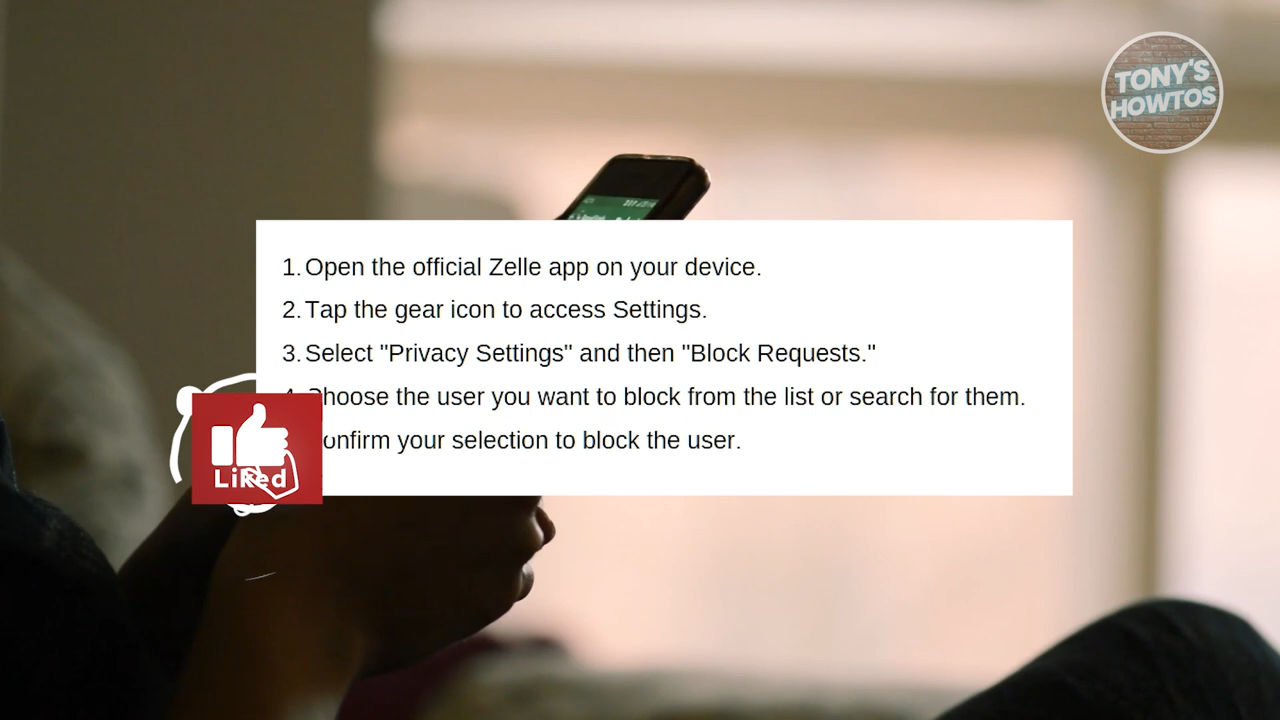 TONY'S
HOWTOS
1. Open the official Zelle app on your device.
2. Tap the gear icon to access Settings.
3. Select "Privacy Settings" and then "Block Requests."
the user you want to block from the list or search for them.
your selection to block the user.
Liked